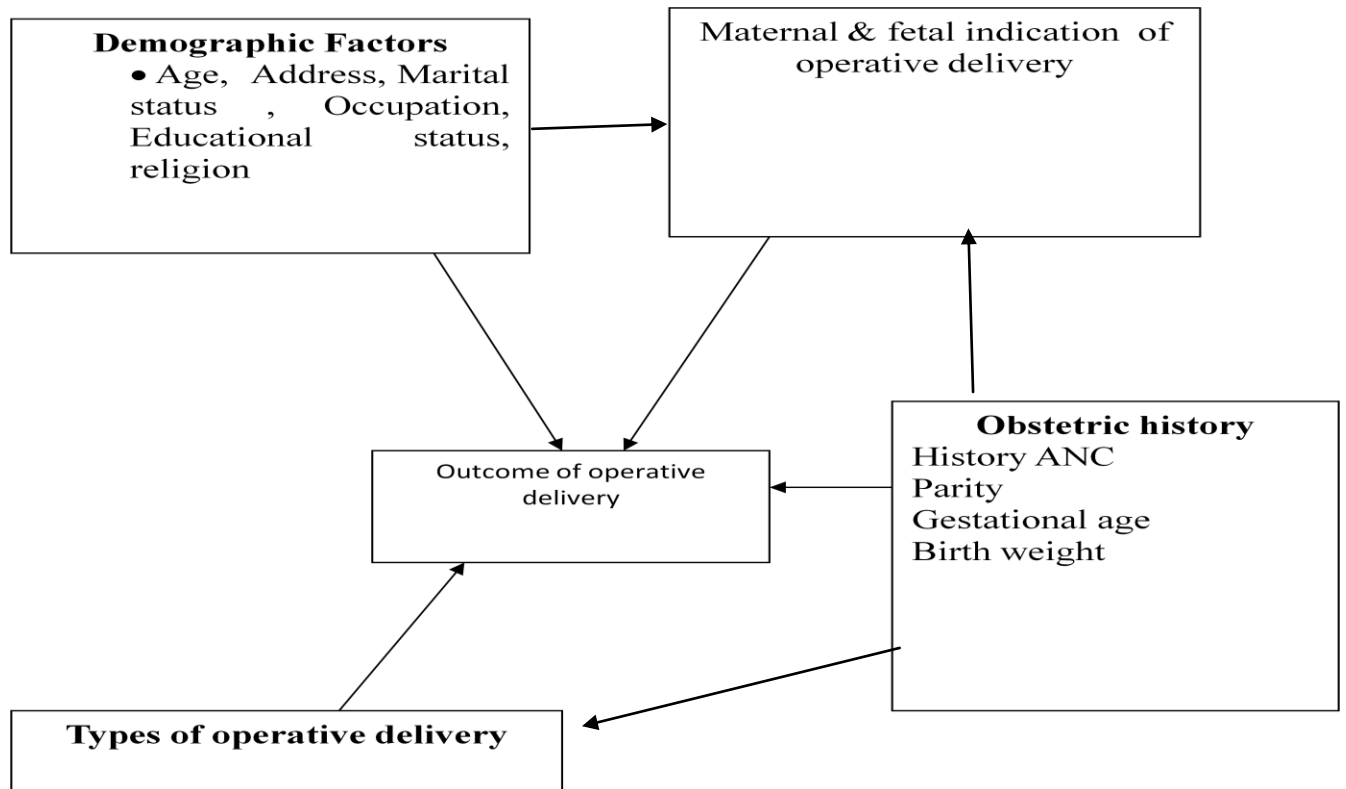 Demographic Factors
• Age, Address, Marital
status , Occupation,
Educational status,
religion
Maternal & fetal indication of
operative delivery
Outcome of operative
delivery
Obstetric history
History ANC
Parity
Gestational age
Birth weight
Types of operative delivery